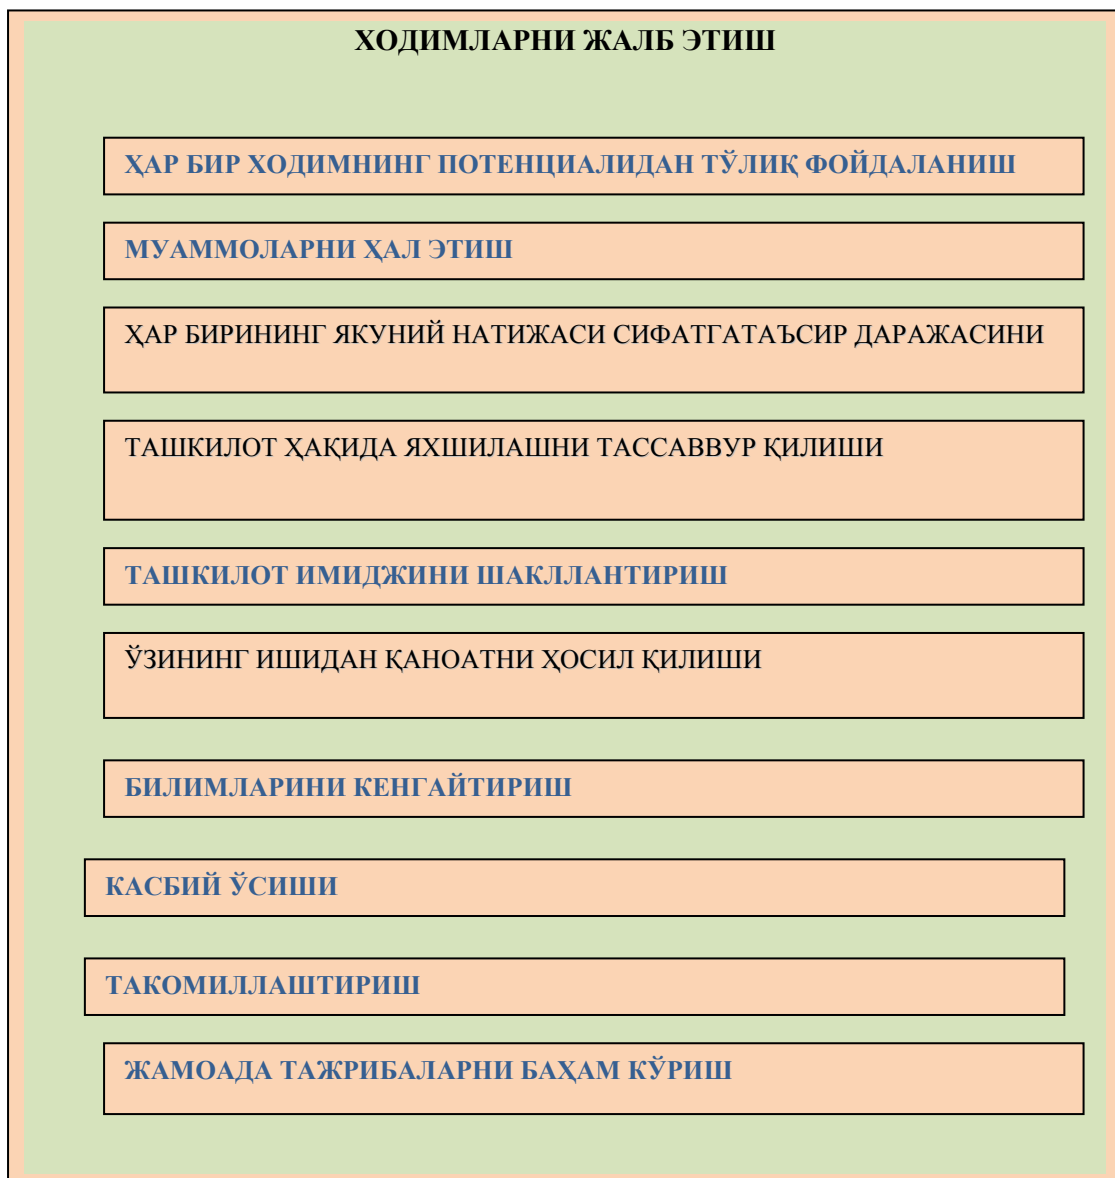 ХОДИМЛАРНИ ЖАЛБ ЭТИШ
ҲАР БИР ХОДИМНИНГ ПОТЕНЦИАЛИДАН ТЎЛИҚ ФОЙДАЛАНИШ
МУАММОЛАРНИ ҲАЛ ЭТИШ
ҲАР БИРИНИНГ ЯКУНИЙ НАТИЖАСИ СИФАТГАТАЪСИР ДАРАЖАСИНИ
ТАШКИЛОТ ҲАҚИДА ЯХШИЛАШНИ ТАССАВВУР ҚИЛИШИ
ТАШКИЛОТ ИМИДЖИНИ ШАКЛЛАНТИРИШ
ЎЗИНИНГ ИШИДАН ҚАНОАТНИ ҲОСИЛ ҚИЛИШИ
БИЛИМЛАРИНИ КЕНГАЙТИРИШ
КАСБИЙ ЎСИШИ
ТАКОМИЛЛАШТИРИШ
ЖАМОАДА ТАЖРИБАЛАРНИ БАҲАМ КЎРИШ